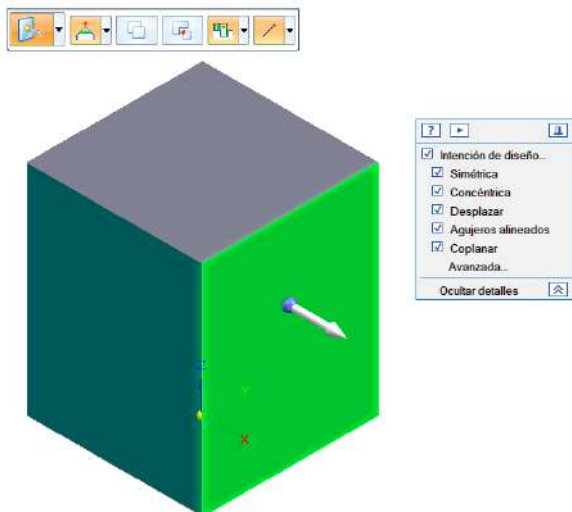 ?
Intención de diseño...
Simétrica
Concéntrica
Desplazar
Agujeros alineados
Coplanar
Avanzada...
Ocultar detalles
Z
Y
X